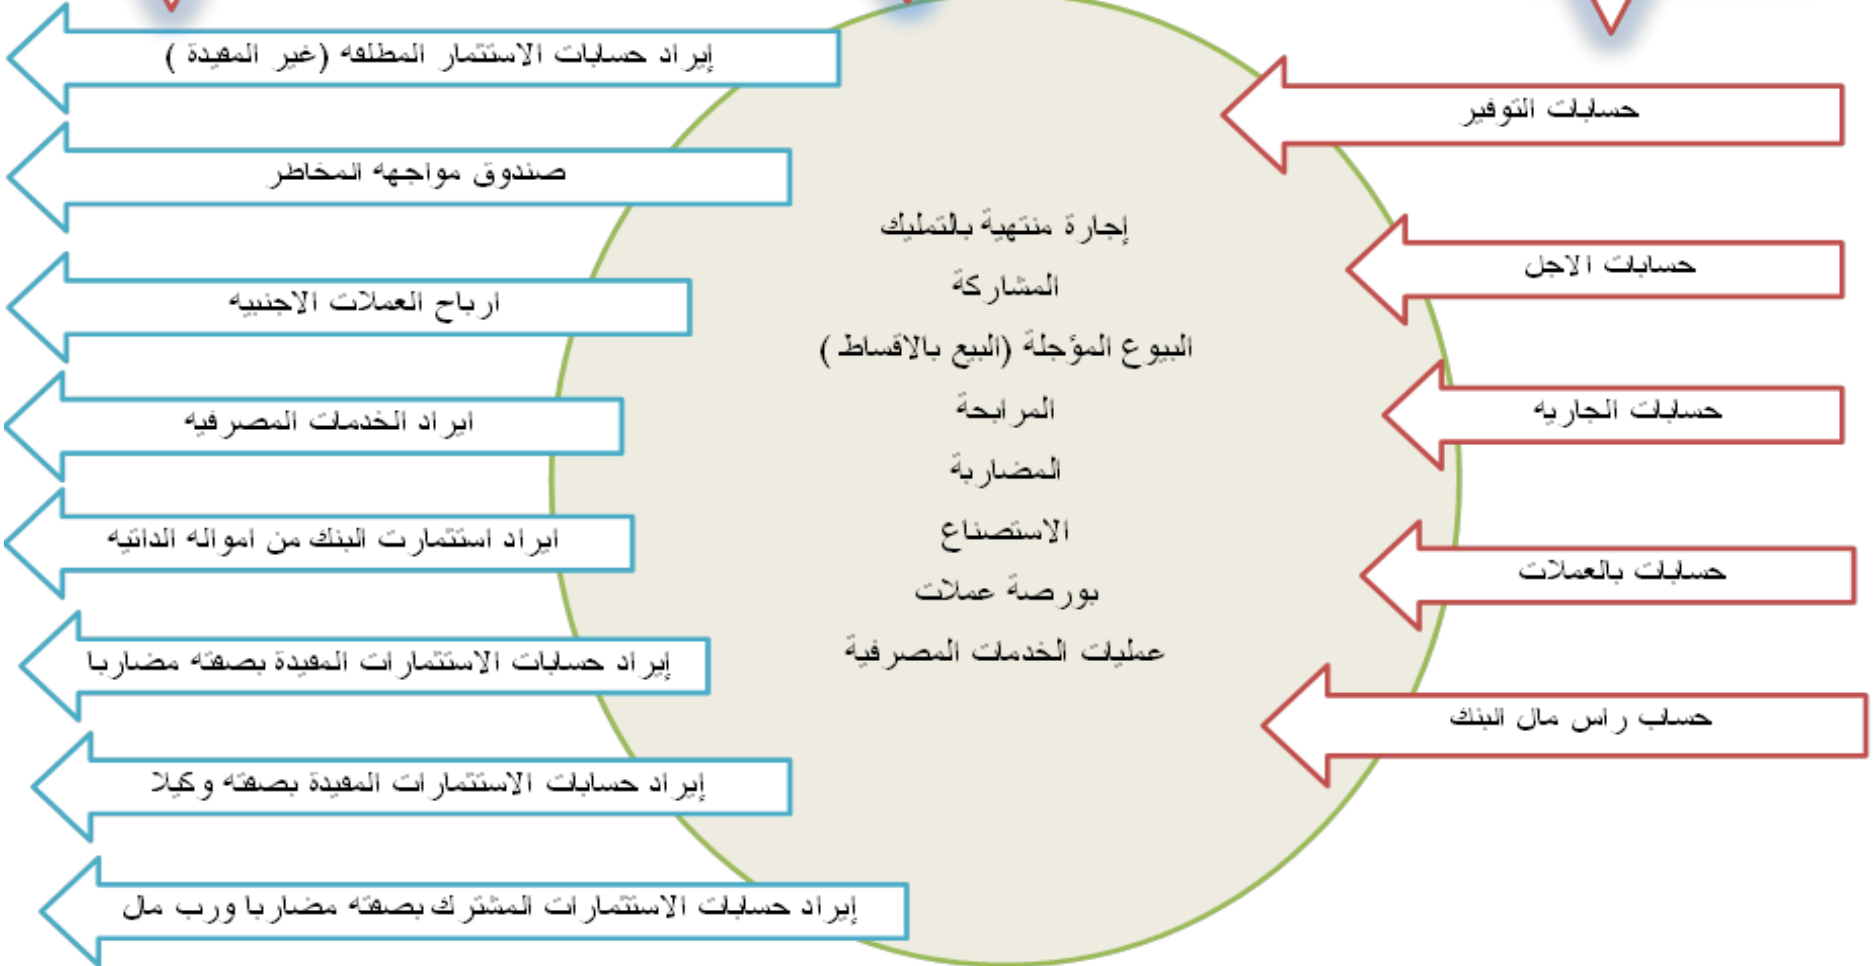 حسابات التوفير
حسابات الاجل
حسابات الجاريه
حسابات بالعملات
حساب راس مال البنك
إجارة منتهية بالتمليك
المشاركة
البيوع المؤجلة (البيع بالاقساط )
المرابحة
المضاربة
الاستصناع
بورصة عملات
عمليات الخدمات المصرفية
إيراد حسابات الاستثمار المطلقه (غير المقيدة )
صندوق مواجهه المخاطر
ارباح العملات الاجنبيه
ايراد الخدمات المصرفيه
ايراد استثمارت البنك من امواله الداتيه
إيراد حسابات الاستثمارات المقيدة بصفته مضاربا
إيراد حسابات الاستثمارات المقيدة بصفته وكيلا
إيراد حسابات الاستثمارات المشترك بصفته مضاربا ورب مال